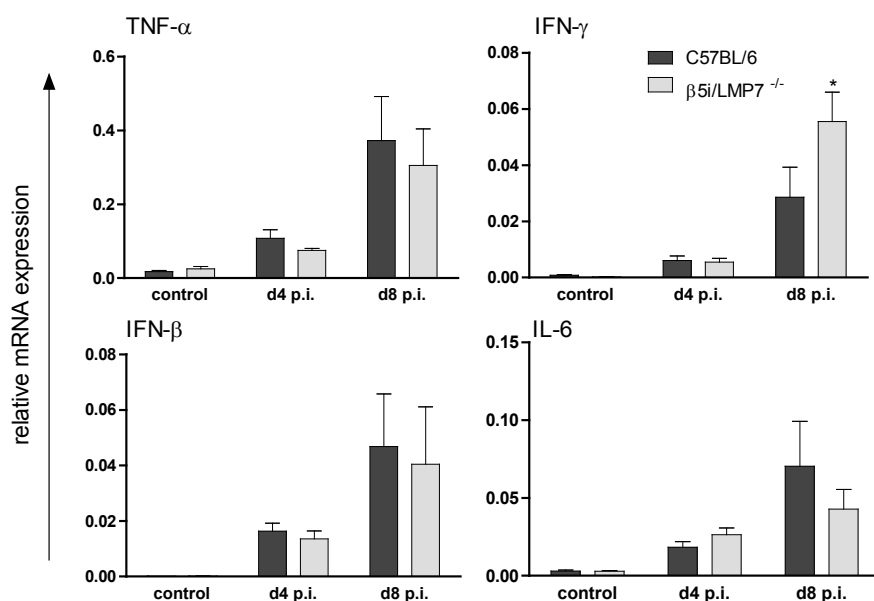 TNF-α
0.6
0.4
0.2
0.0
control d4 p.i. d8 p.i.
IFN-γ
0.08
0.06
0.04
0.02
0.00
C57BL/6
β5i/LMP7 -/-
*
control d4 p.i. d8 p.i.
IFN-β
0.08
0.06
0.04
0.02
0.00
control d4 p.i. d8 p.i.
IL-6
0.15
0.10
0.05
0.00
control d4 p.i. d8 p.i.
relative mRNA expression